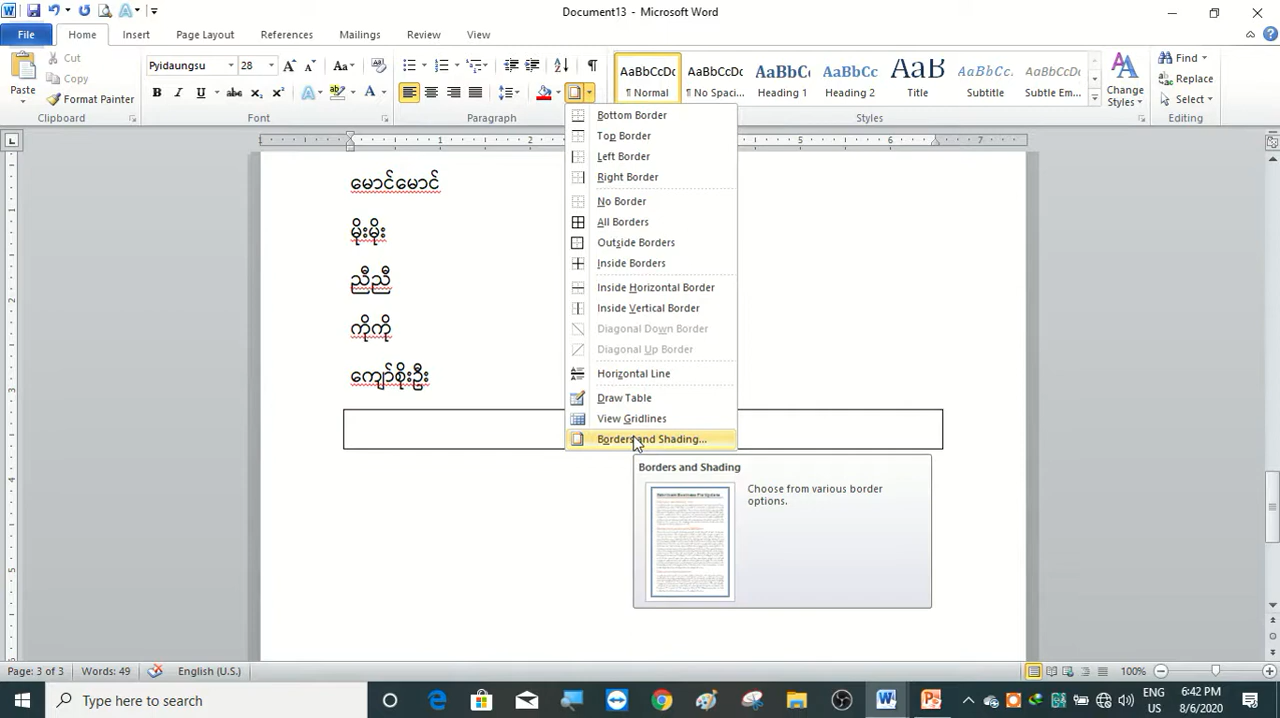 Document13 - Microsoft Word
File Home Insert Page Layout References Mailings Review View
Cut
Copy
Paste
Format Painter
Clipboard
Pyidaungsu 28
Font
Paragraph
AaBbCcDc AaBbCcDc AaBbCc AaBbCc AaB AaBbCc. AaBbCcDc
¶ Normal ¶ No Spaci... Heading 1 Heading 2 Title Subtitle Subtle Em...
Styles
Change Styles
Find
Replace
Select
Editing
Bottom Border
Top Border
Left Border
Right Border
No Border
All Borders
Outside Borders
Inside Borders
Inside Horizontal Border
Inside Vertical Border
Diagonal Down Border
Diagonal Up Border
Horizontal Line
Draw Table
View Gridlines
Borders and Shading...
Borders and Shading
Choose from various border
options.
မောင်မောင်
မိုးမိုး
ညီညီ
ကိုကို
ကျော်စိုးဦး
Page: 3 of 3 Words: 49 English (U.S.) 100%
Type here to search
ENG
US
6:42 PM
8/6/2020